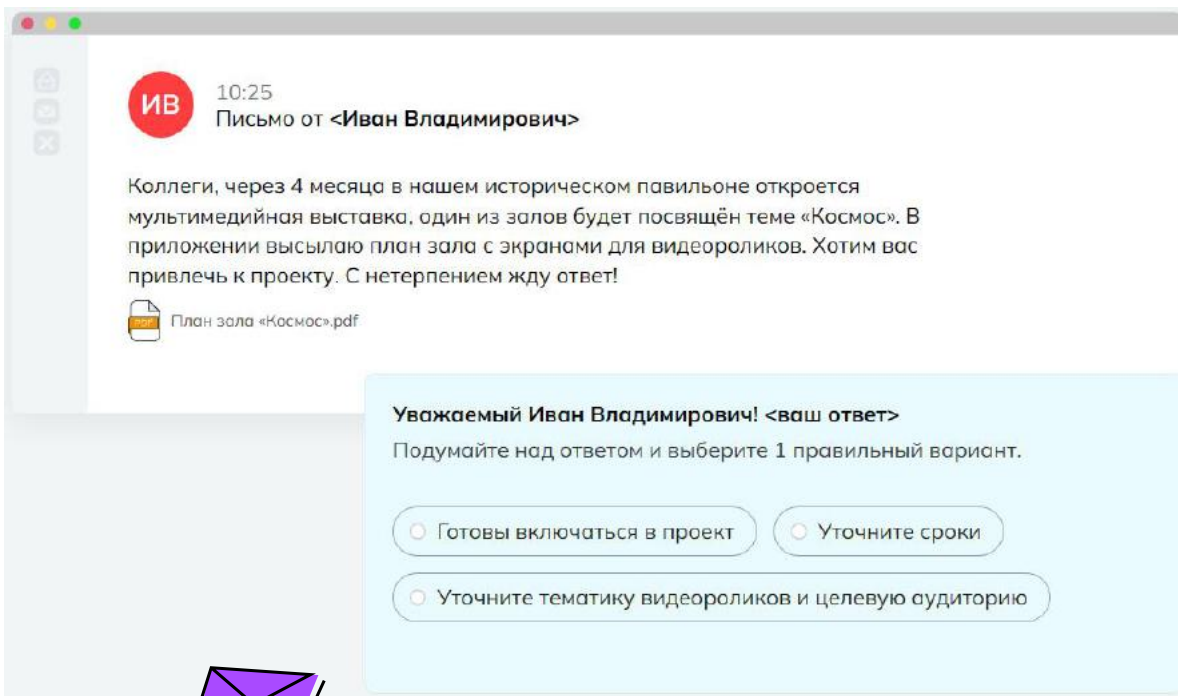 ИВ
10:25
Письмо от <Иван Владимирович>
Коллеги, через 4 месяца в нашем историческом павильоне откроется
мультимедийная выставка, один из залов будет посвящён теме «Космос». В
приложении высылаю план зала с экранами для видеороликов. Хотим вас
привлечь к проекту. С нетерпением жду ответ!
PDF
План зала «Космос».pdf
Уважаемый Иван Владимирович! <ваш ответ>
Подумайте над ответом и выберите 1 правильный вариант.
Готовы включаться в проект
Уточните сроки
Уточните тематику видеороликов и целевую аудиторию